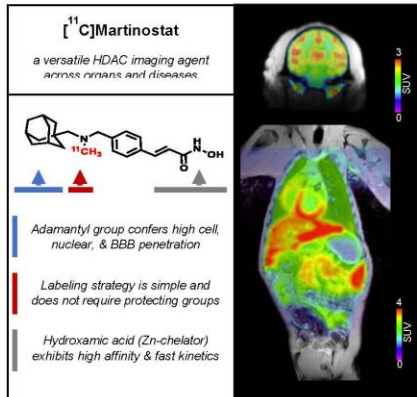 [¹¹C]Martinostat
a versatile HDAC imaging agent
across organs and diseases
N
¹¹CH₃
H
N
OH
O
Adamantyl group confers high cell,
nuclear, & BBB penetration
Labeling strategy is simple and
does not require protecting groups
Hydroxamic acid (Zn-chelator)
exhibits high affinity & fast kinetics
3
SUV
0
4
SUV
0